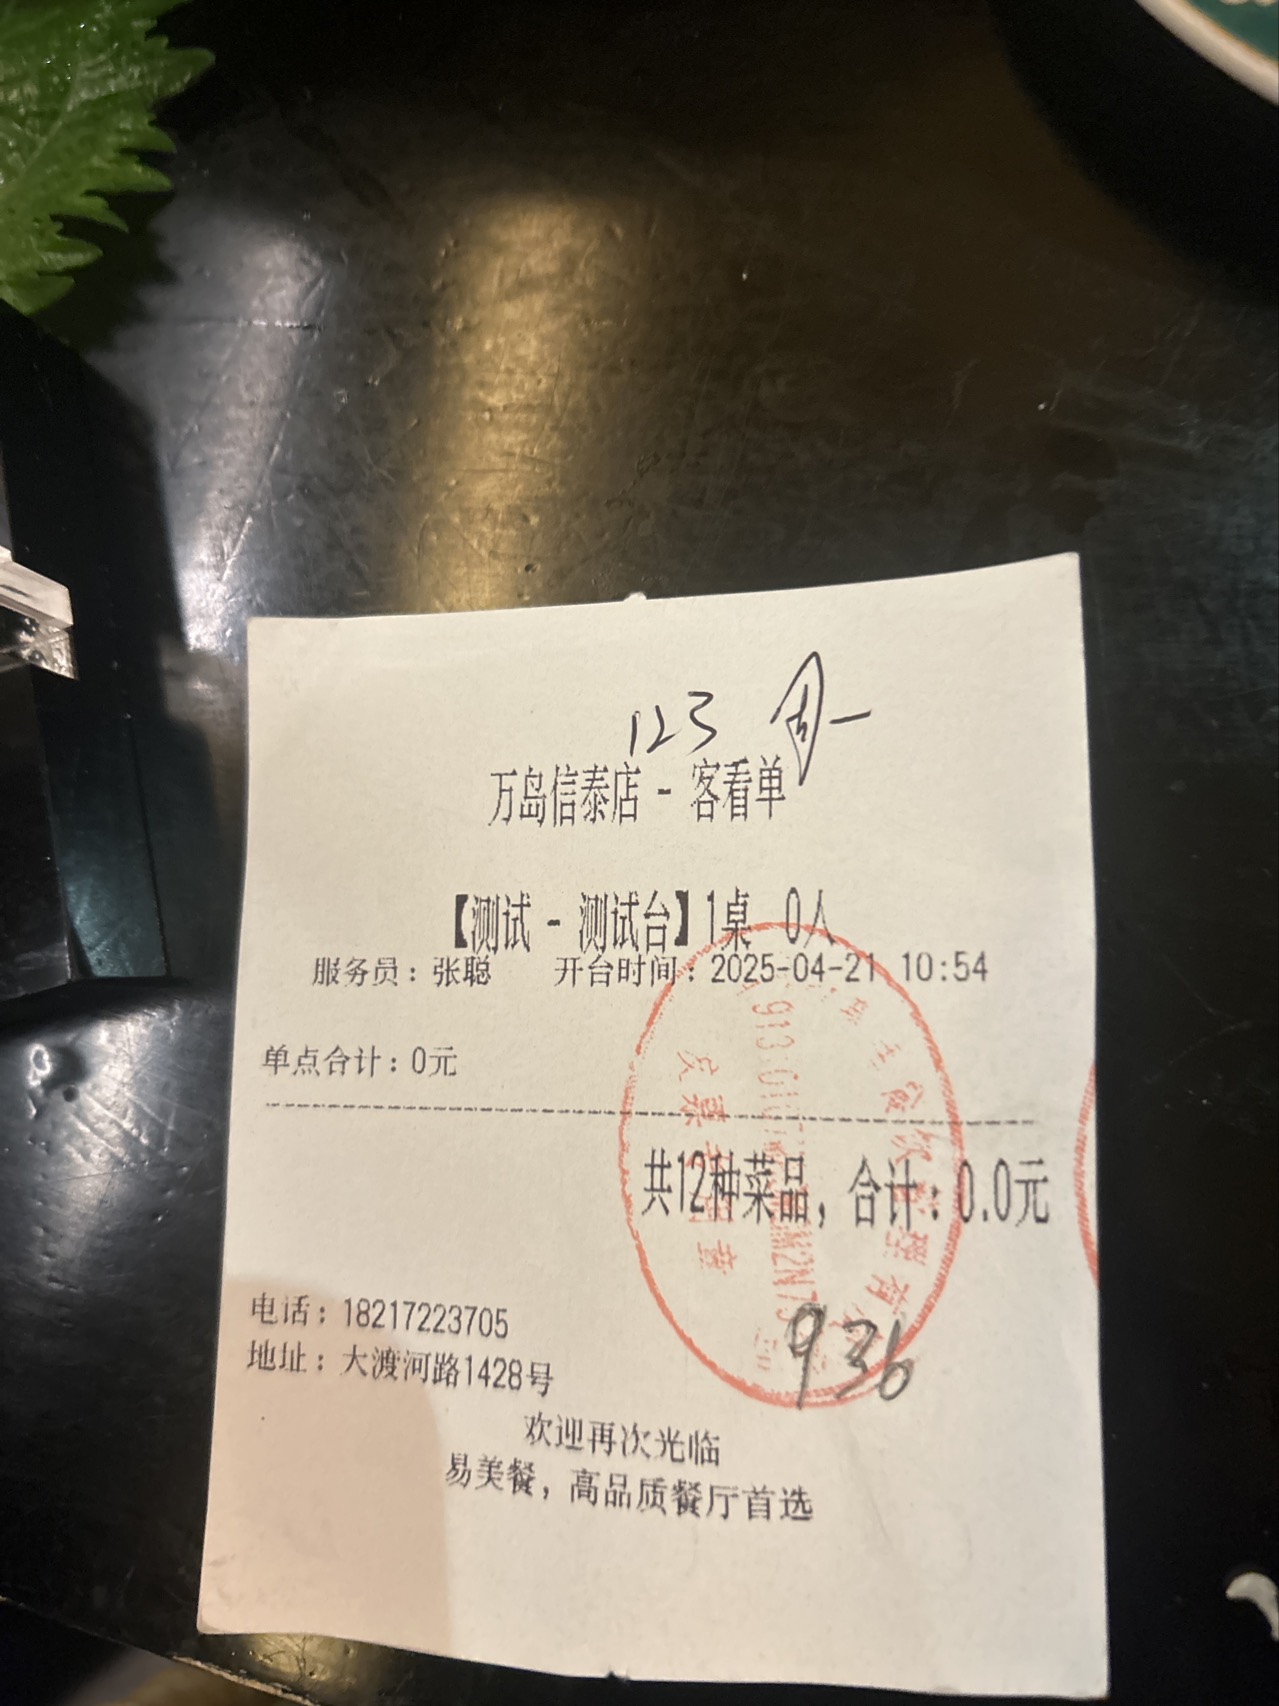 123 周一
万岛信泰店 - 客看单
【测试 - 测试台】1桌 0人
服务员：张聪 开台时间：2025-04-21 10:54
单点合计：0元
共12种菜品，合计：0.0元
936
电话：18217223705
地址：大渡河路1428号
欢迎再次光临
易美餐，高品质餐厅首选